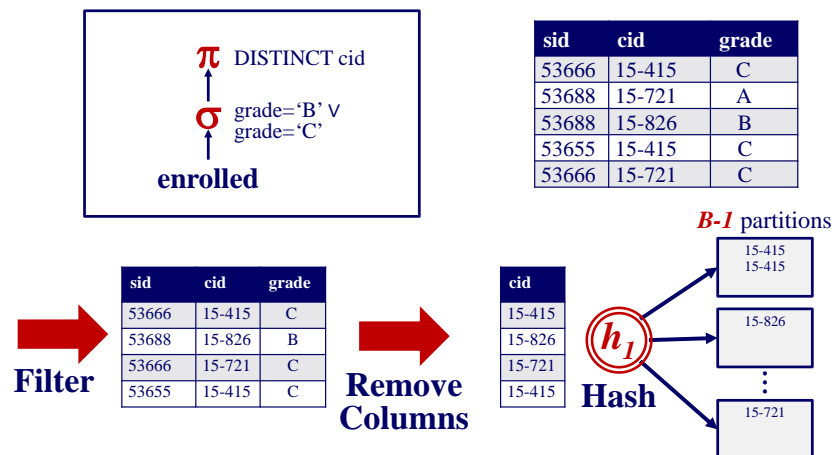 π DISTINCT cid
σ grade=‘B’ ∨
grade=‘C’
enrolled
sid cid grade
53666 15-415 C
53688 15-721 A
53688 15-826 B
53655 15-415 C
53666 15-721 C
Filter
sid cid grade
53666 15-415 C
53688 15-826 B
53666 15-721 C
53655 15-415 C
Remove
Columns
cid
15-415
15-826
15-721
15-415
h1
Hash
B-1 partitions
15-415
15-415
15-826
⋮
15-721